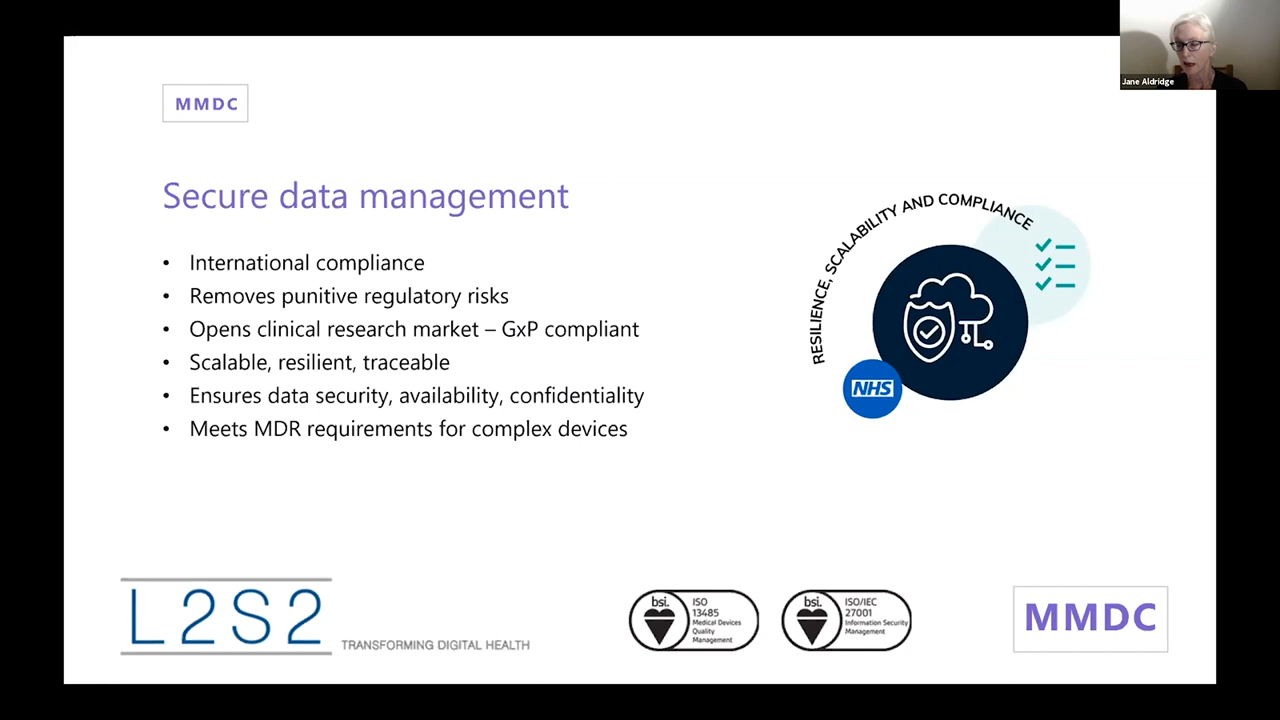 Jane Aldridge
MMDC
Secure data management
• International compliance
• Removes punitive regulatory risks
• Opens clinical research market – GxP compliant
• Scalable, resilient, traceable
• Ensures data security, availability, confidentiality
• Meets MDR requirements for complex devices
RESILIENCE, SCALABILITY AND COMPLIANCE
NHS
L2S2
TRANSFORMING DIGITAL HEALTH
bsi.
ISO
13485
Medical Devices
Quality
Management
bsi.
ISO/IEC
27001
Information Security
Management
MMDC